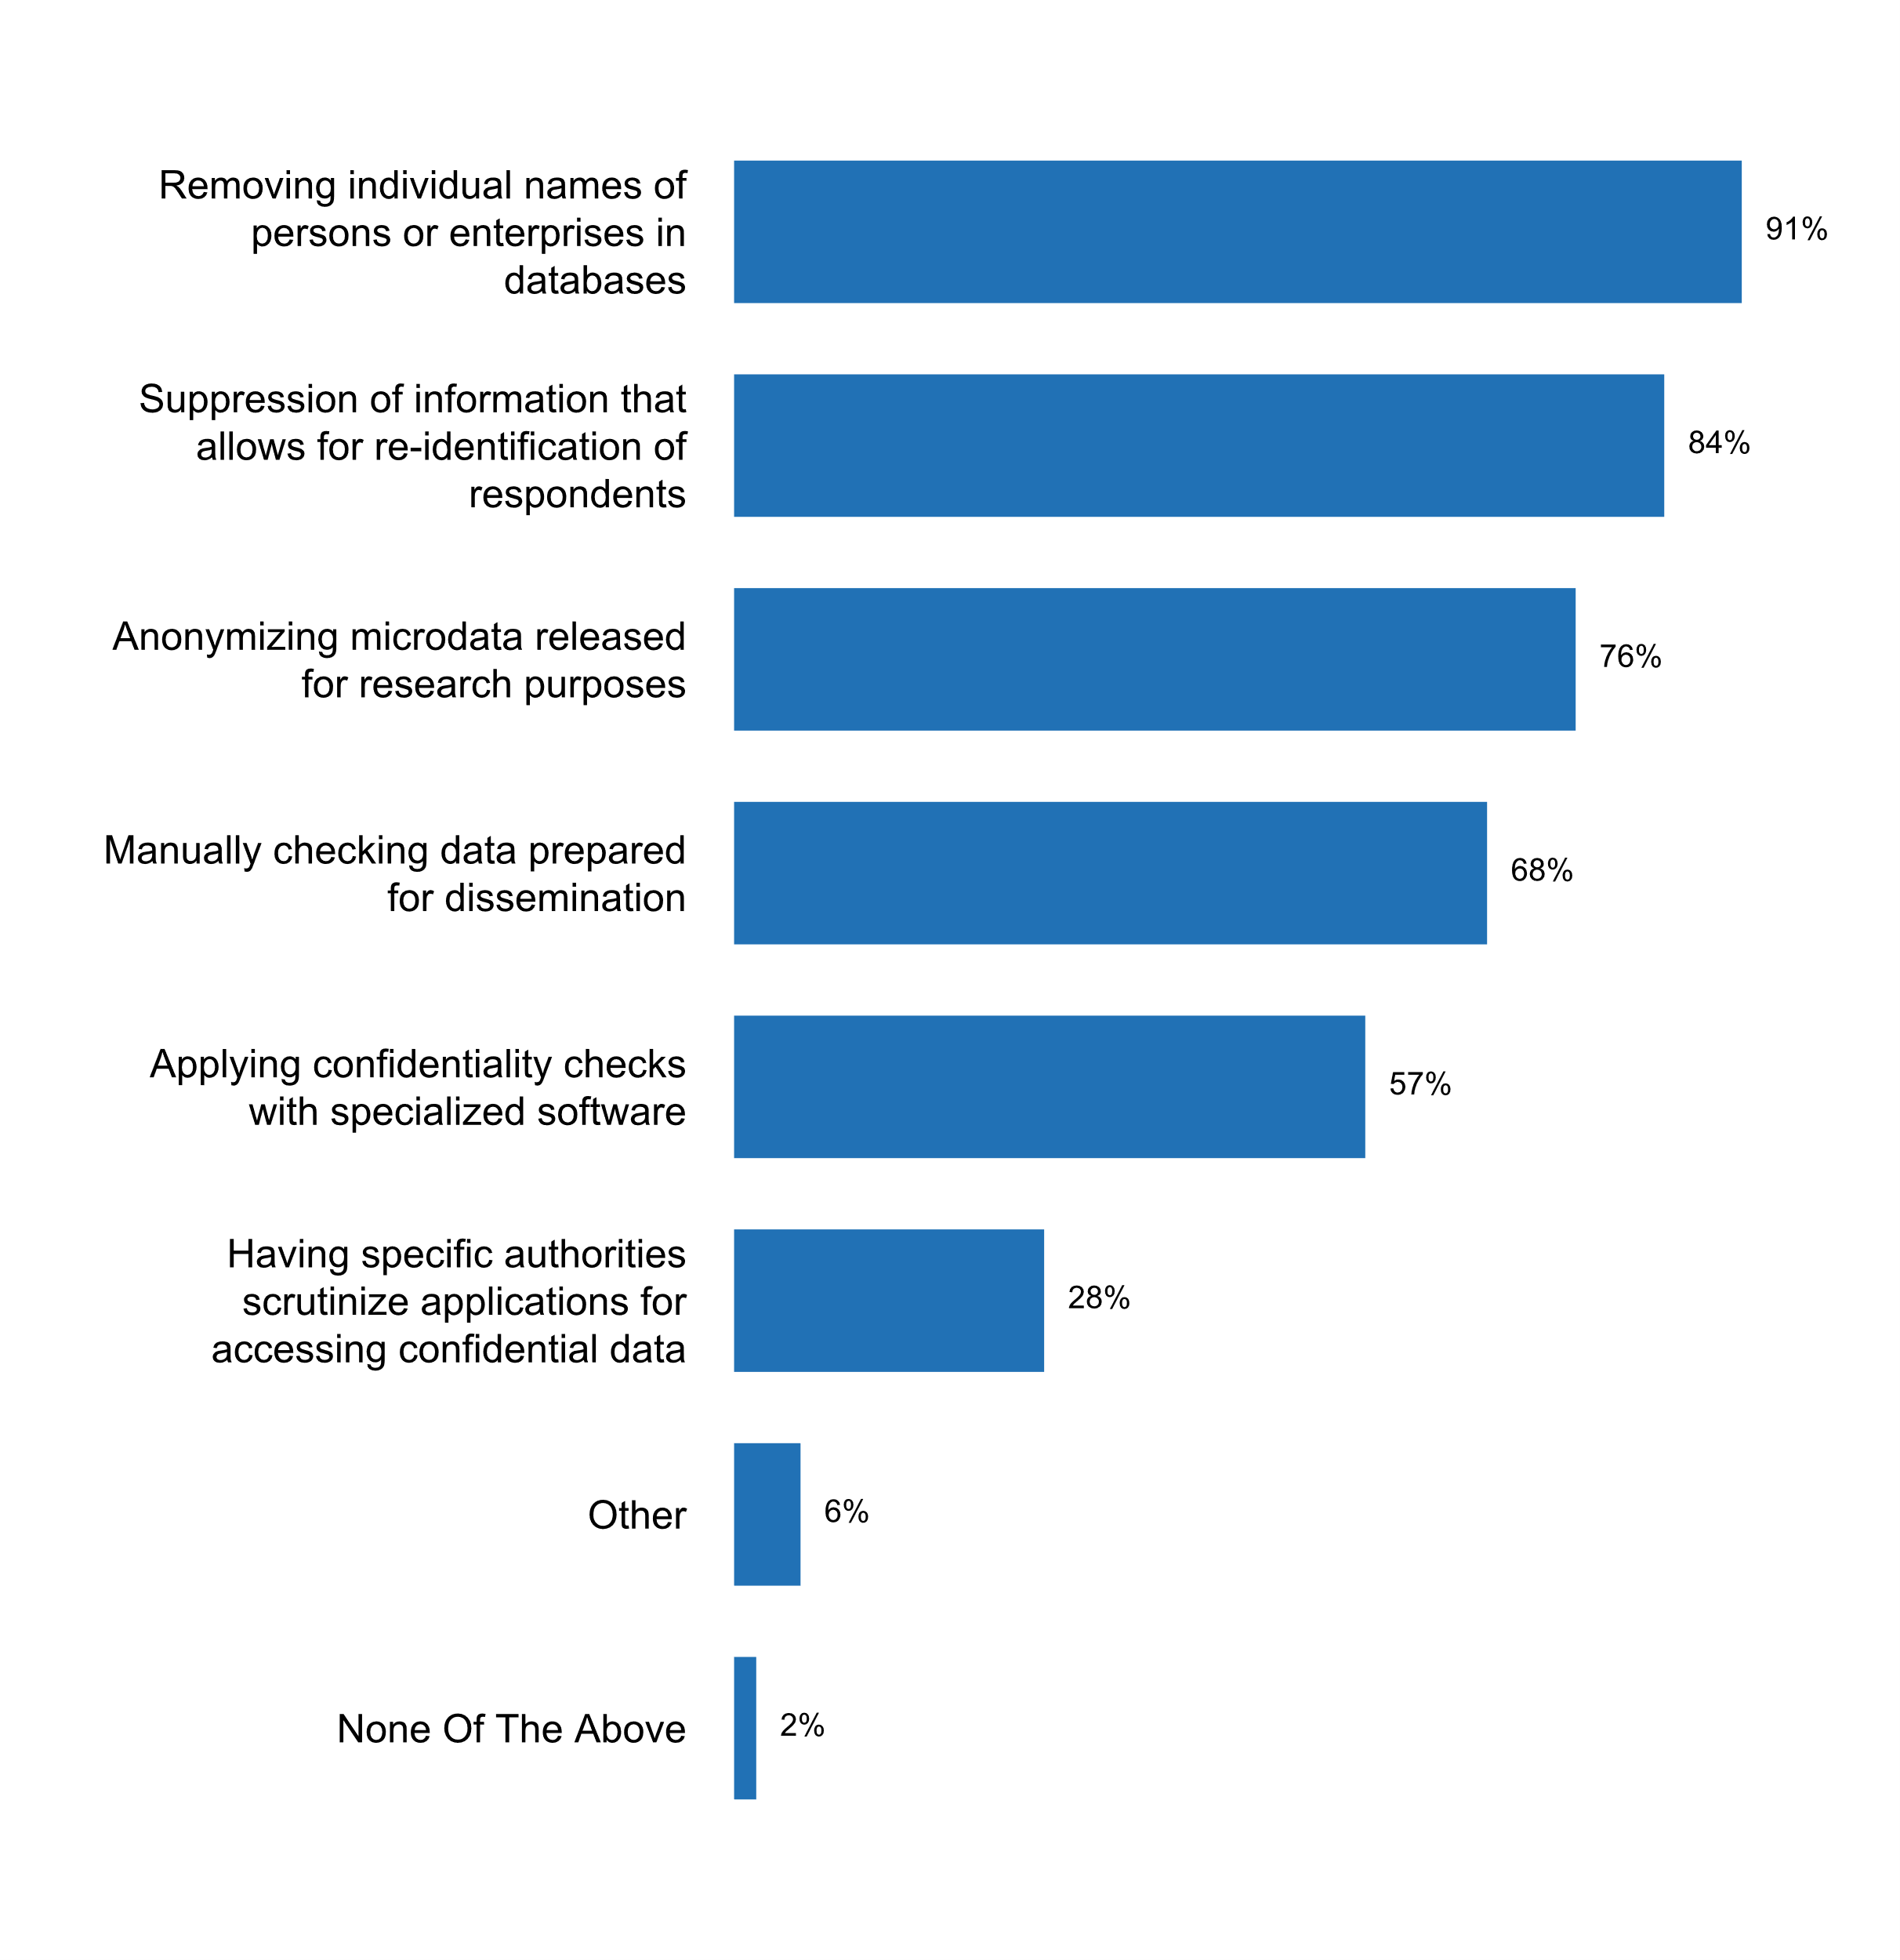 Removing individual names of
persons or enterprises in
databases
91%
Suppression of information that
allows for re-identification of
respondents
84%
Anonymizing microdata released
for research purposes
76%
Manually checking data prepared
for dissemination
68%
Applying confidentiality checks
with specialized software
57%
Having specific authorities
scrutinize applications for
accessing confidential data
28%
Other
6%
None Of The Above
2%